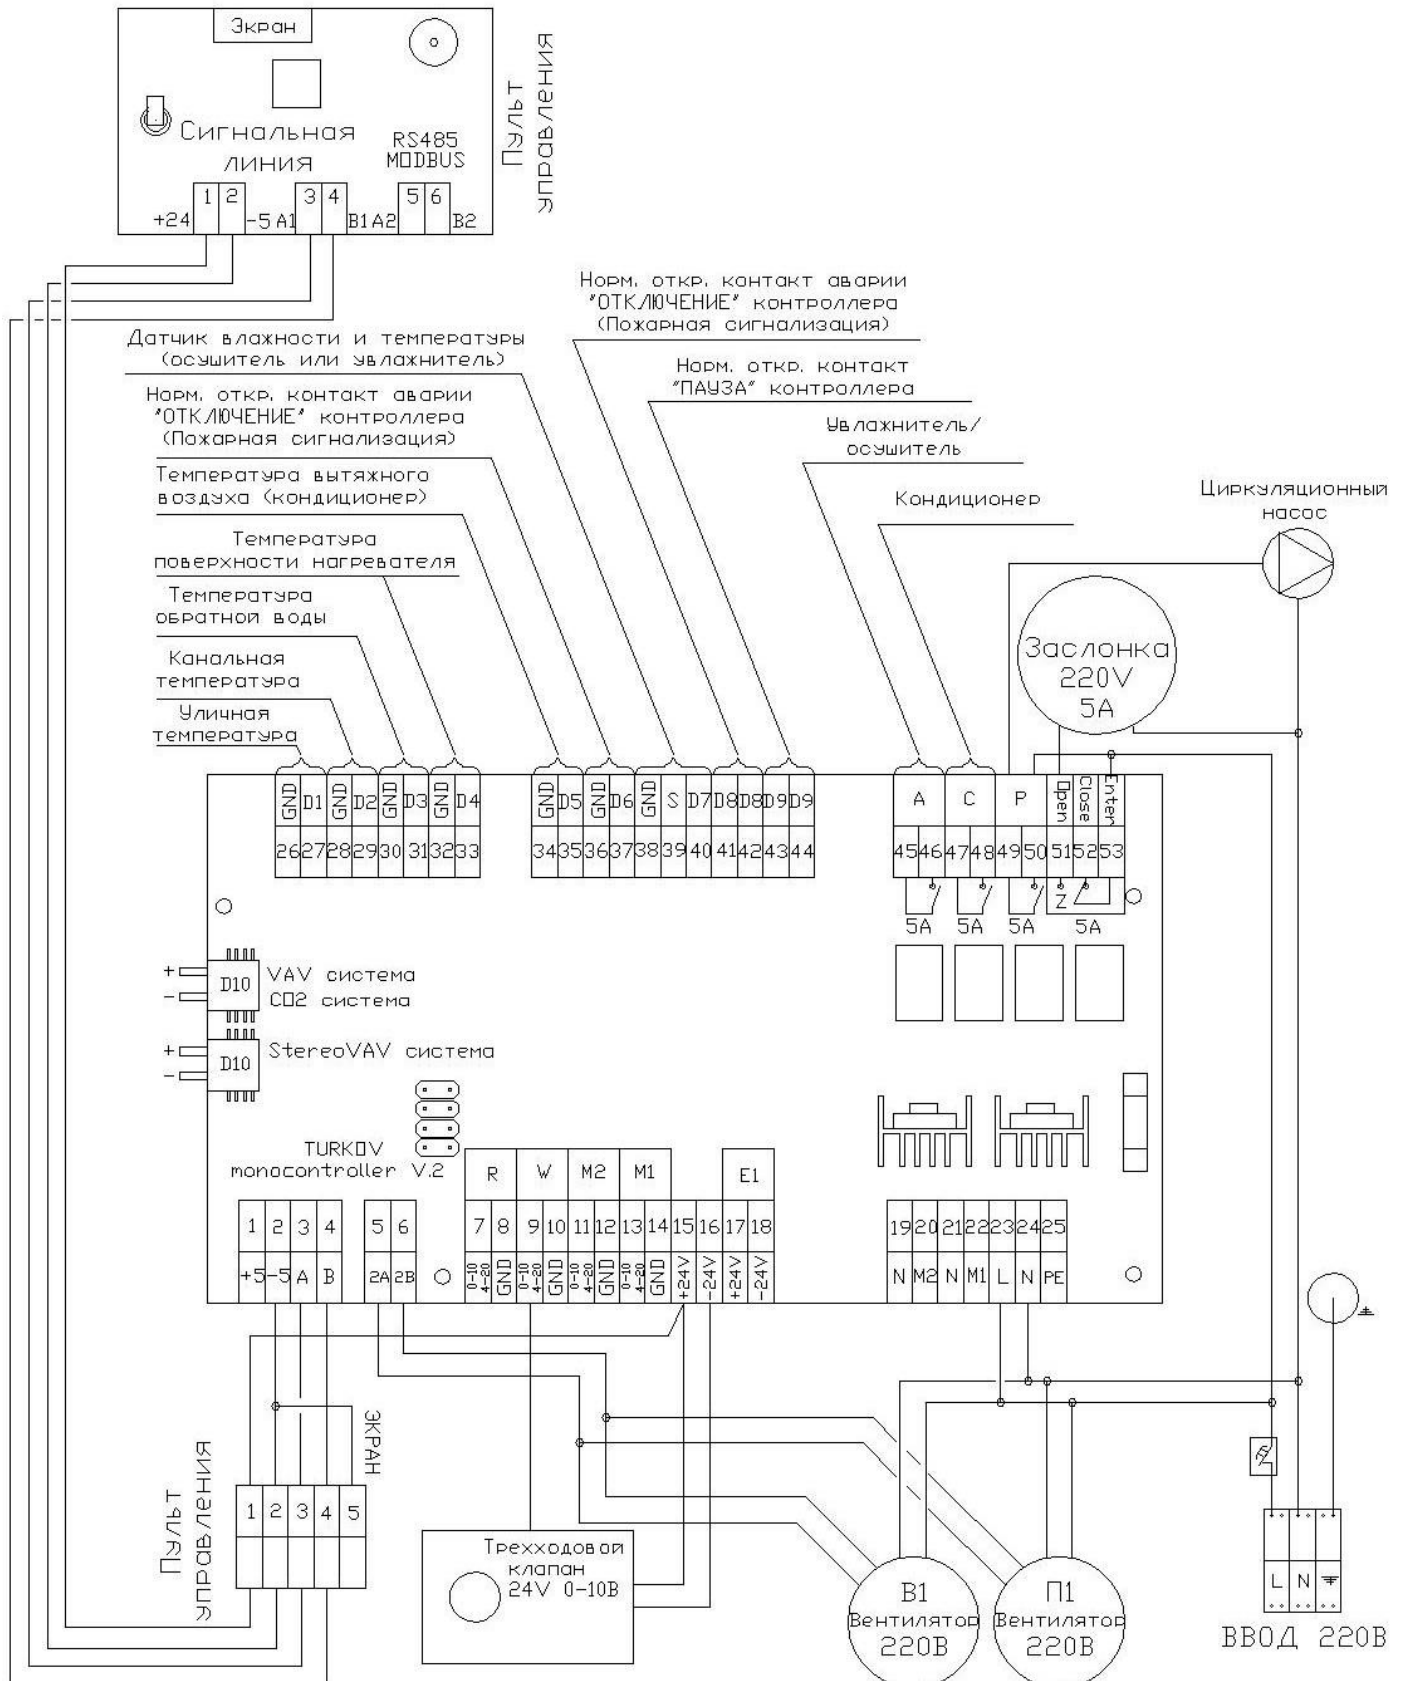 Экран
Сигнальная
линия
RS485
MODBUS
1 2 3 4 5 6
+24 -5 A1 B1 A2 B2
Пульт
управления
Норм. откр. контакт аварии
"ОТКЛЮЧЕНИЕ" контроллера
(Пожарная сигнализация)
Датчик влажности и температуры
(осушитель или увлажнитель)
Норм. откр. контакт
"ПАУЗА" контроллера
Норм. откр. контакт аварии
"ОТКЛЮЧЕНИЕ" контроллера
(Пожарная сигнализация)
Увлажнитель/
осушитель
Температура вытяжного
воздуха (кондиционер)
Кондиционер
Циркуляционный
насос
Температура
поверхности нагревателя
Температура
обратной воды
Канальная
температура
Уличная
температура
Заслонка
220V
5A
GND D1 GND D2 GND D3 GND D4 GND D5 GND D6 GND S D7 D8 D8 D9 D9 A C P Open Close Enter
26 27 28 29 30 31 32 33 34 35 36 37 38 39 40 41 42 43 44 45 46 47 48 49 50 51 52 53
Z
5A 5A 5A 5A
+
-
D10
VAV система
CO2 система
+
-
D10
StereoVAV система
TURKOV
monocontroller V.2
R W M2 M1 E1
1 2 3 4 5 6 7 8 9 10 11 12 13 14 15 16 17 18 19 20 21 22 23 24 25
+5 -5 A B 2A 2B 0-10 4-20 GND 0-10 4-20 GND 0-10 4-20 GND 0-10 4-20 GND +24V -24V +24V -24V N M2 N M1 L N PE
ЭКРАН
Пульт
управления
1 2 3 4 5
Трехходовой
клапан
24V 0-10В
В1
Вентилятор
220В
П1
Вентилятор
220В
L N
ВВОД 220В